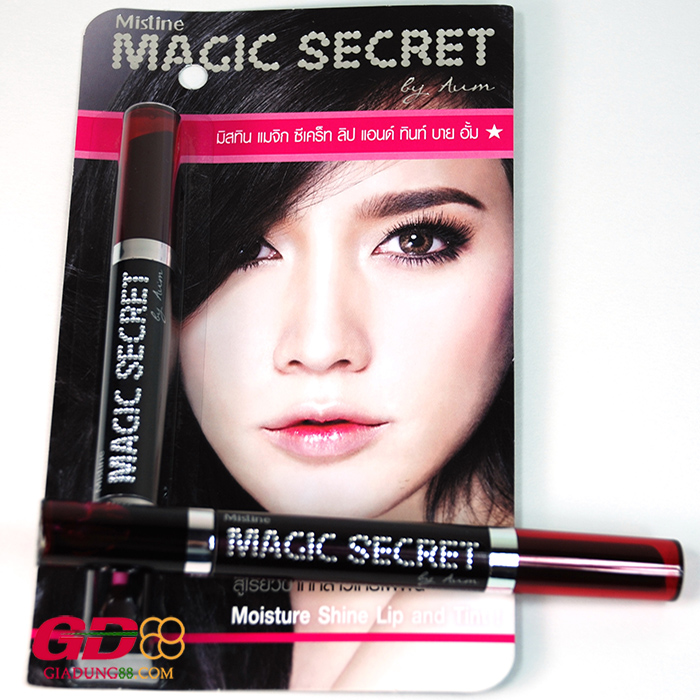 Mistine
MAGIC SECRET
by Aum
มิสทิน แมจิก ซีเคร็ท ลิป แอนด์ ทินท์ บาย อั้ม
MAGIC SECRET
by Aum
Mistine
MAGIC SECRET
by Aum
Moisture Shine Lip and Tint
GD88
GIADUNG88.COM